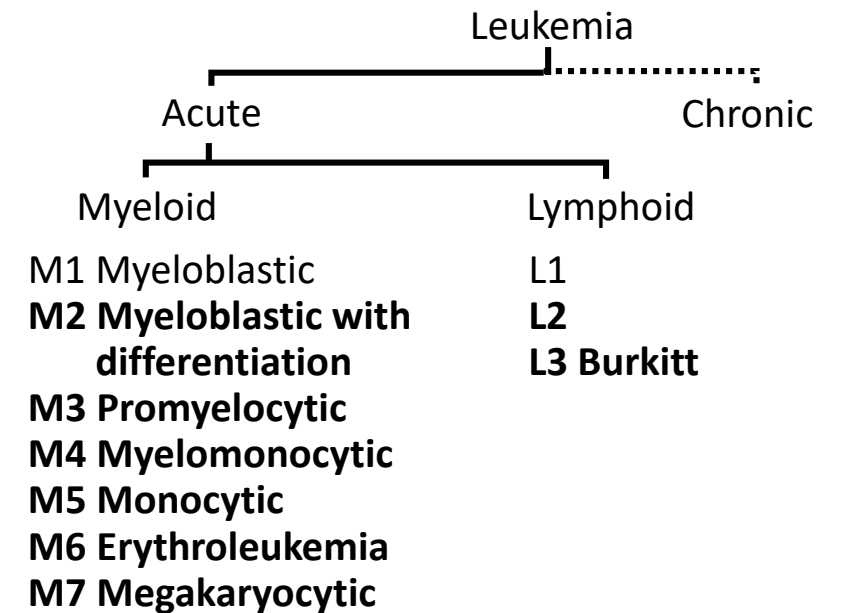 Leukemia
Acute
Chronic
Myeloid
Lymphoid
M1 Myeloblastic
M2 Myeloblastic with
differentiation
M3 Promyelocytic
M4 Myelomonocytic
M5 Monocytic
M6 Erythroleukemia
M7 Megakaryocytic
L1
L2
L3 Burkitt